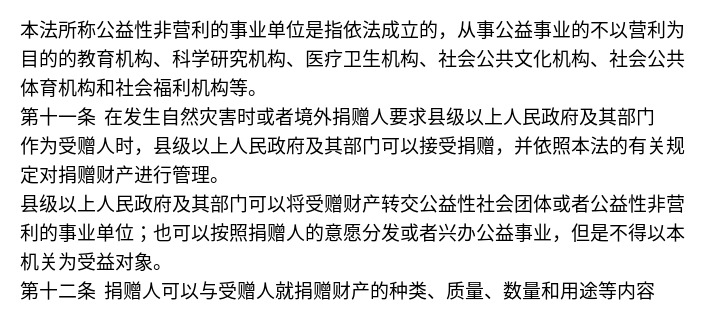 本法所称公益性非营利的事业单位是指依法成立的，从事公益事业的不以营利为
目的的教育机构、科学研究机构、医疗卫生机构、社会公共文化机构、社会公共
体育机构和社会福利机构等。
第十一条 在发生自然灾害时或者境外捐赠人要求县级以上人民政府及其部门
作为受赠人时，县级以上人民政府及其部门可以接受捐赠，并依照本法的有关规
定对捐赠财产进行管理。
县级以上人民政府及其部门可以将受赠财产转交公益性社会团体或者公益性非营
利的事业单位；也可以按照捐赠人的意愿分发或者兴办公益事业，但是不得以本
机关为受益对象。
第十二条 捐赠人可以与受赠人就捐赠财产的种类、质量、数量和用途等内容